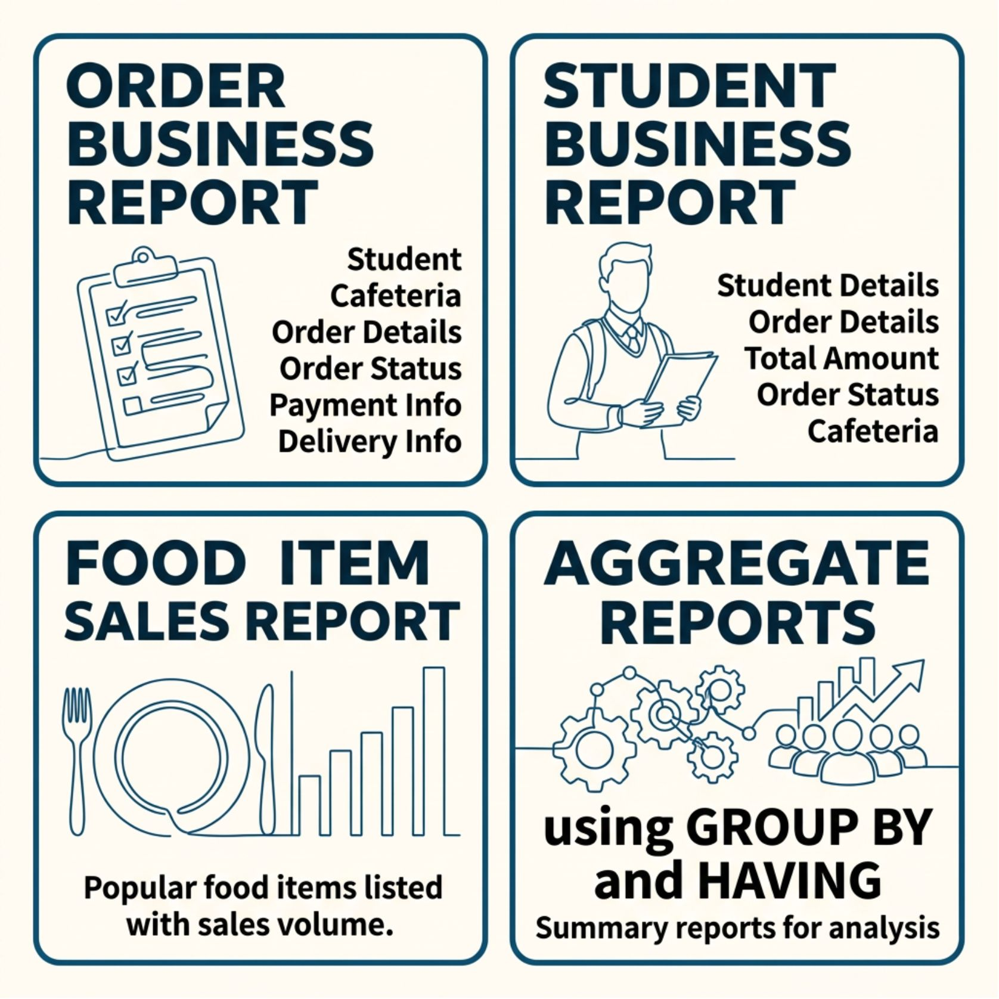 ORDER
BUSINESS
REPORT
Student
Cafeteria
Order Details
Order Status
Payment Info
Delivery Info
STUDENT
BUSINESS
REPORT
Student Details
Order Details
Total Amount
Order Status
Cafeteria
FOOD ITEM
SALES REPORT
Popular food items listed
with sales volume.
AGGREGATE
REPORTS
using GROUP BY
and HAVING
Summary reports for analysis